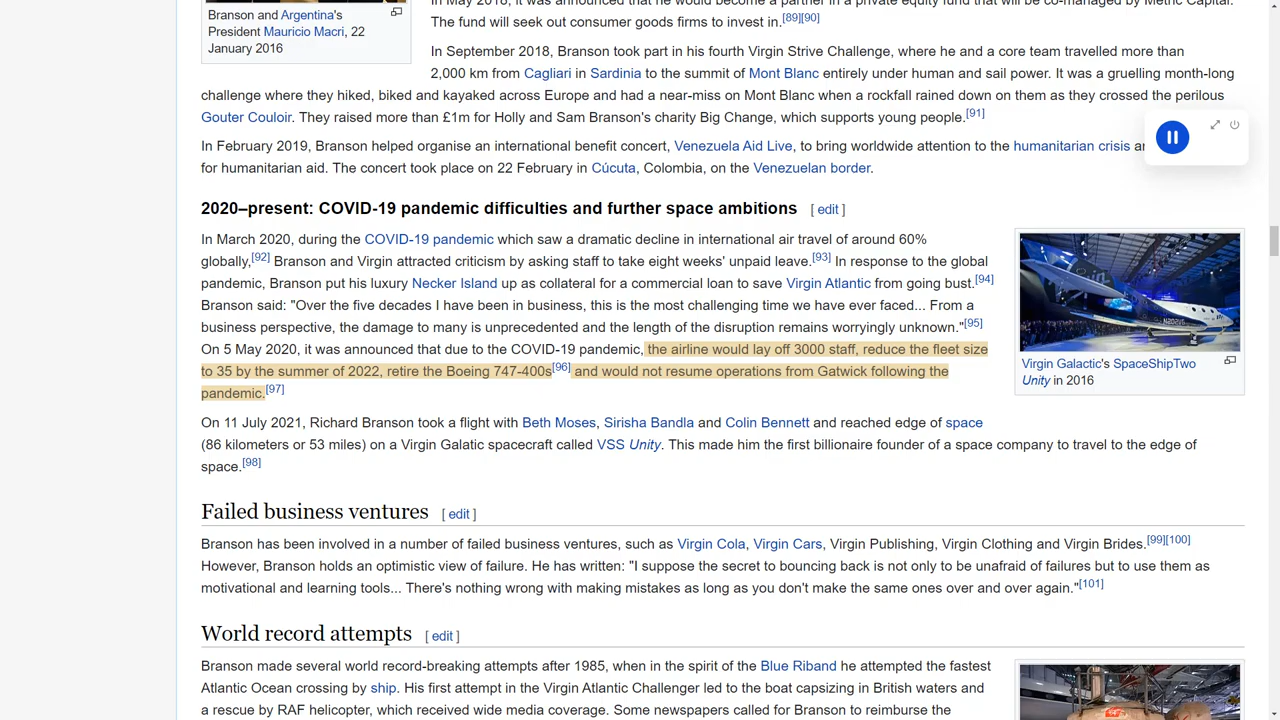 In May 2018, it was announced that he would become a partner in a private equity fund that will be co-managed by Metric Capital.
Branson and Argentina's
President Mauricio Macri, 22
January 2016
The fund will seek out consumer goods firms to invest in.[89][90]
In September 2018, Branson took part in his fourth Virgin Strive Challenge, where he and a core team travelled more than
2,000 km from Cagliari in Sardinia to the summit of Mont Blanc entirely under human and sail power. It was a gruelling month-long
challenge where they hiked, biked and kayaked across Europe and had a near-miss on Mont Blanc when a rockfall rained down on them as they crossed the perilous
Gouter Couloir. They raised more than £1m for Holly and Sam Branson's charity Big Change, which supports young people.[91]
In February 2019, Branson helped organise an international benefit concert, Venezuela Aid Live, to bring worldwide attention to the humanitarian crisis
for humanitarian aid. The concert took place on 22 February in Cúcuta, Colombia, on the Venezuelan border.
2020–present: COVID-19 pandemic difficulties and further space ambitions [ edit ]
In March 2020, during the COVID-19 pandemic which saw a dramatic decline in international air travel of around 60%
globally,[92] Branson and Virgin attracted criticism by asking staff to take eight weeks' unpaid leave.[93] In response to the global
pandemic, Branson put his luxury Necker Island up as collateral for a commercial loan to save Virgin Atlantic from going bust.[94]
Branson said: "Over the five decades I have been in business, this is the most challenging time we have ever faced... From a
business perspective, the damage to many is unprecedented and the length of the disruption remains worryingly unknown."[95]
On 5 May 2020, it was announced that due to the COVID-19 pandemic, the airline would lay off 3000 staff, reduce the fleet size
to 35 by the summer of 2022, retire the Boeing 747-400s[96] and would not resume operations from Gatwick following the
pandemic.[97]
N202VG
Virgin Galactic's SpaceShipTwo
Unity in 2016
On 11 July 2021, Richard Branson took a flight with Beth Moses, Sirisha Bandla and Colin Bennett and reached edge of space
(86 kilometers or 53 miles) on a Virgin Galatic spacecraft called VSS Unity. This made him the first billionaire founder of a space company to travel to the edge of
space.[98]
Failed business ventures [ edit ]
Branson has been involved in a number of failed business ventures, such as Virgin Cola, Virgin Cars, Virgin Publishing, Virgin Clothing and Virgin Brides.[99][100]
However, Branson holds an optimistic view of failure. He has written: "I suppose the secret to bouncing back is not only to be unafraid of failures but to use them as
motivational and learning tools... There's nothing wrong with making mistakes as long as you don't make the same ones over and over again."[101]
World record attempts [ edit ]
Branson made several world record-breaking attempts after 1985, when in the spirit of the Blue Riband he attempted the fastest
Atlantic Ocean crossing by ship. His first attempt in the Virgin Atlantic Challenger led to the boat capsizing in British waters and
a rescue by RAF helicopter, which received wide media coverage. Some newspapers called for Branson to reimburse the